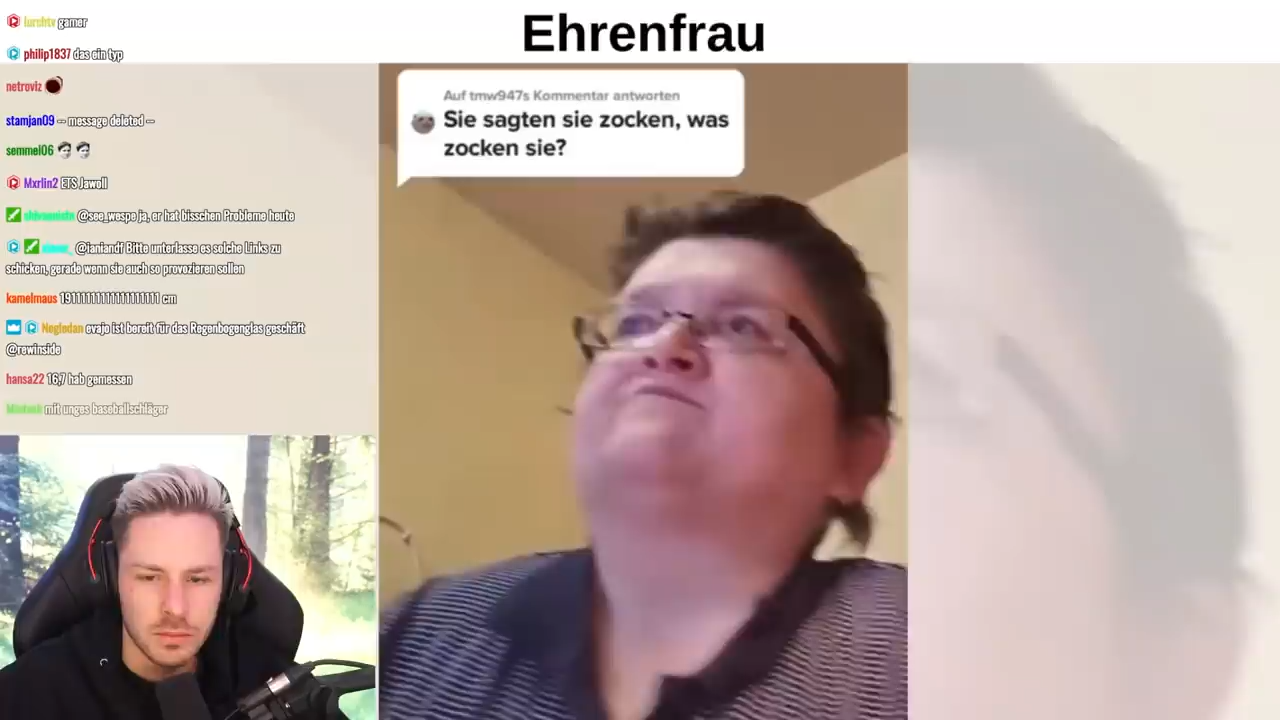 Ehrenfrau
Auf tmw947s Kommentar antworten
Sie sagten sie zocken, was
zocken sie?
lurshtv gamer
philip1837 das ein typ
netroviz
stamjan09 -- message deleted --
semmel06
Mxrlin2 ETS Jawoll
@see_wespe ja, er hat bisschen Probleme heute
@ianiandf Bitte unterlasse es solche Links zu
schicken, gerade wenn sie auch so provozieren sollen
kamelmaus 19111111111111111111 cm
Negledan evajo ist bereit für das Regenbogenglas geschäft
@rewinside
hansa22 16,7 hab gemessen
mit unges baseballschläger